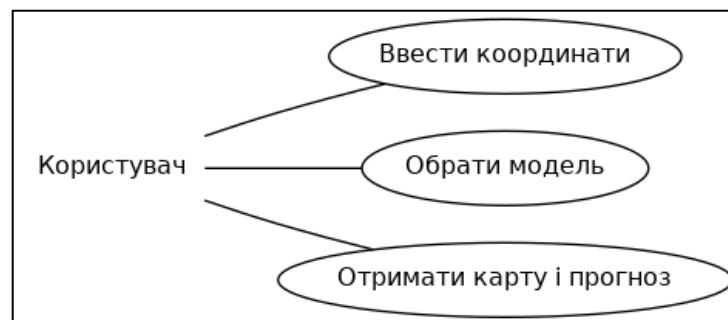 Ввести координати
Користувач
Обрати модель
Отримати карту і прогноз